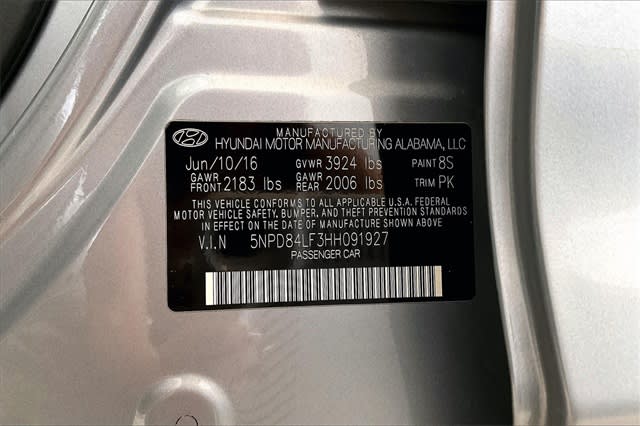 MANUFACTURED BY
HYUNDAI MOTOR MANUFACTURING ALABAMA, LLC
Jun/10/16 GVWR 3924 lbs PAINT 8S
GAWR FRONT 2183 lbs GAWR REAR 2006 lbs TRIM PK
THIS VEHICLE CONFORMS TO ALL APPLICABLE U.S.A. FEDERAL
MOTOR VEHICLE SAFETY, BUMPER, AND THEFT PREVENTION STANDARDS
IN EFFECT ON THE DATE OF MANUFACTURE SHOWN ABOVE.
V.I.N 5NPD84LF3HH091927
PASSENGER CAR